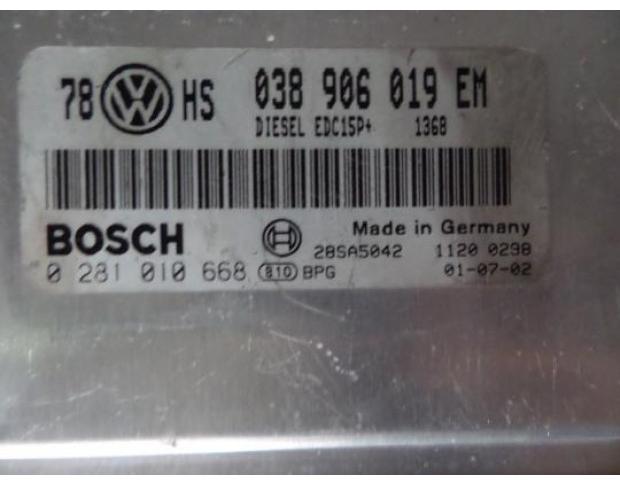 78 VW HS 038 906 019 EM
DIESEL EDC15P+ 1368
BOSCH Made in Germany
28SA5042 1120 0298
0 281 010 668 810 BPG 01-07-02